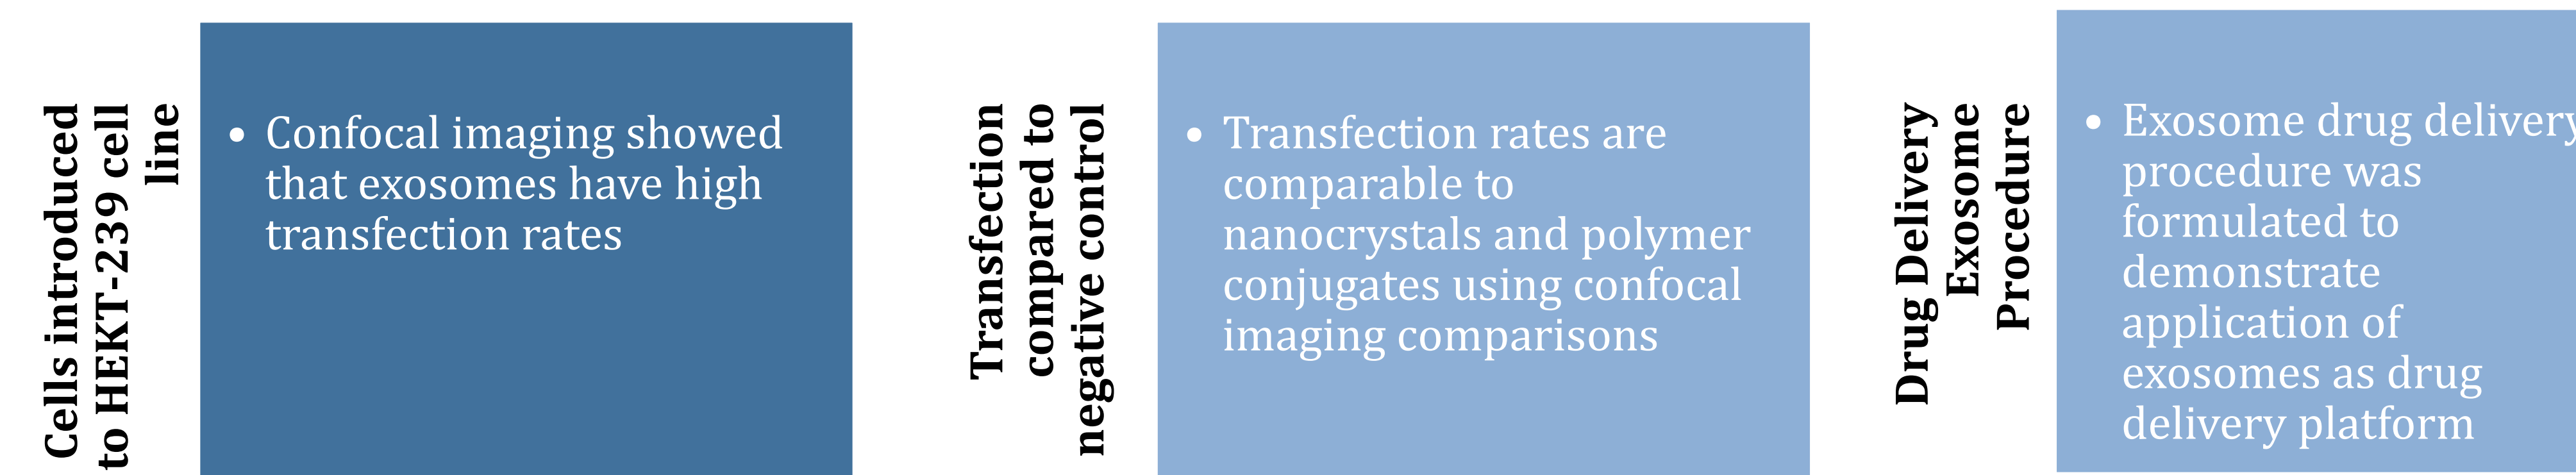 Cells introduced
to HEKT-239 cell
line
• Confocal imaging showed
that exosomes have high
transfection rates
Transfection
compared to
negative control
• Transfection rates are
comparable to
nanocrystals and polymer
conjugates using confocal
imaging comparisons
Drug Delivery
Exosome
Procedure
• Exosome drug delivery
procedure was
formulated to
demonstrate
application of
exosomes as drug
delivery platform